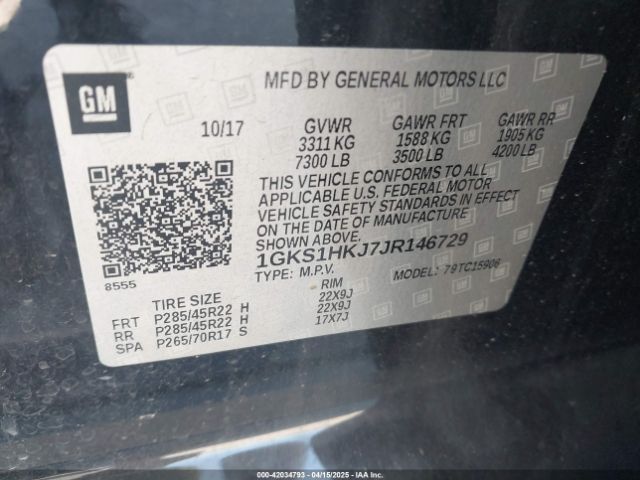 GM
MFD BY GENERAL MOTORS LLC
10/17 GVWR GAWR FRT GAWR RR
3311 KG 1588 KG 1905 KG
7300 LB 3500 LB 4200 LB
THIS VEHICLE CONFORMS TO ALL
APPLICABLE U.S. FEDERAL MOTOR
VEHICLE SAFETY STANDARDS IN EFFECT
ON THE DATE OF MANUFACTURE
SHOWN ABOVE.
1GKS1HKJ7JR146729
8555 TYPE: M.P.V. MODEL: 79TC15906
TIRE SIZE RIM
FRT P285/45R22 H 22X9J
RR P285/45R22 H 22X9J
SPA P265/70R17 S 17X7J
000-42034793 - 04/15/2025 - IAA Inc.